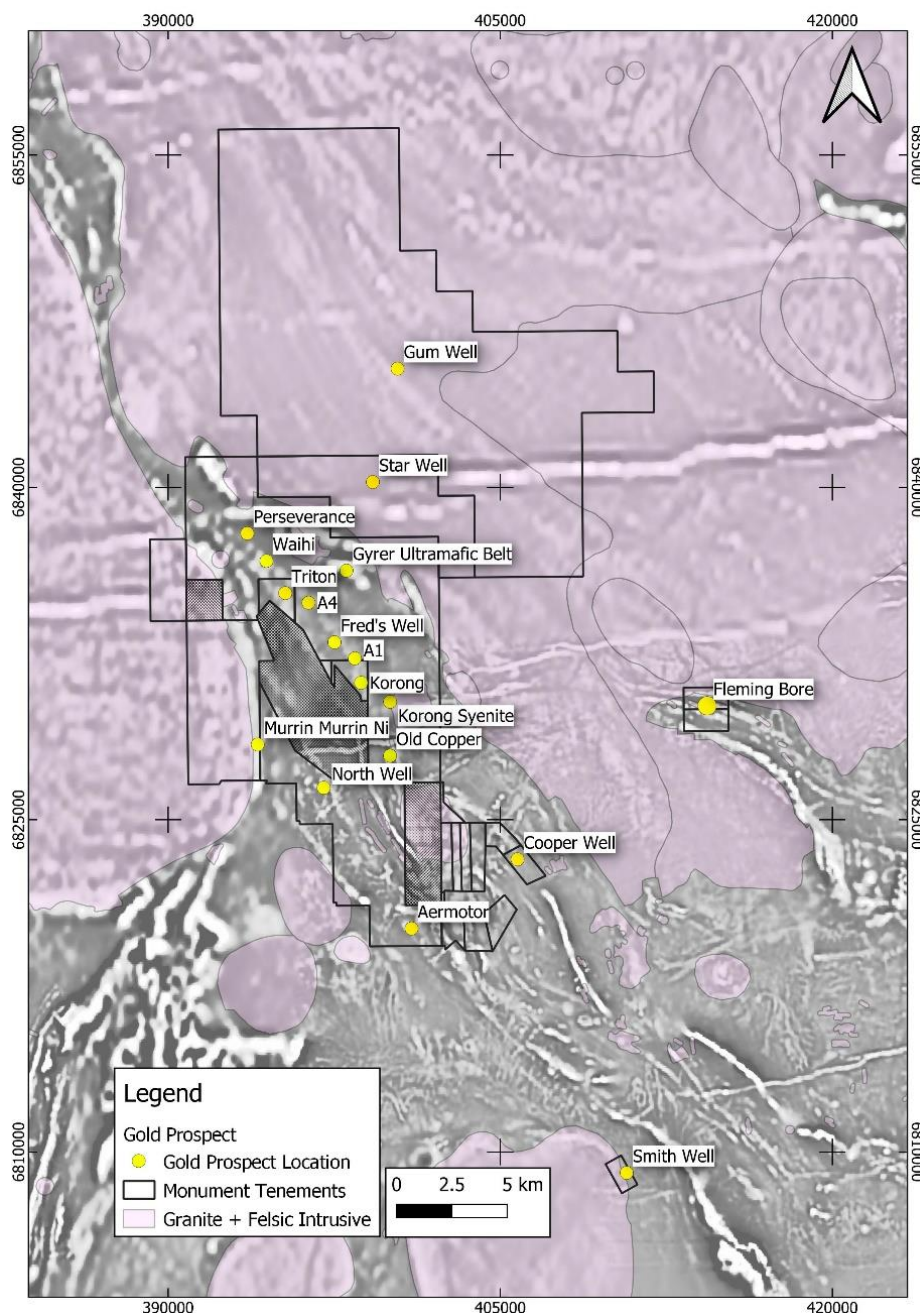 390000
405000
420000
6855000
6855000
Gum Well
Star Well
6840000
6840000
Perseverance
Waihi
Gyrer Ultramafic Belt
Triton
A4
Fred's Well
A1
Korong
Fleming Bore
Korong Syenite
Murrin Murrin Ni
Old Copper
North Well
6825000
6825000
Cooper Well
Aermotor
Legend
Gold Prospect
Gold Prospect Location
Monument Tenements
Granite + Felsic Intrusive
0 2.5 5 km
Smith Well
6810000
6810000
390000
405000
420000